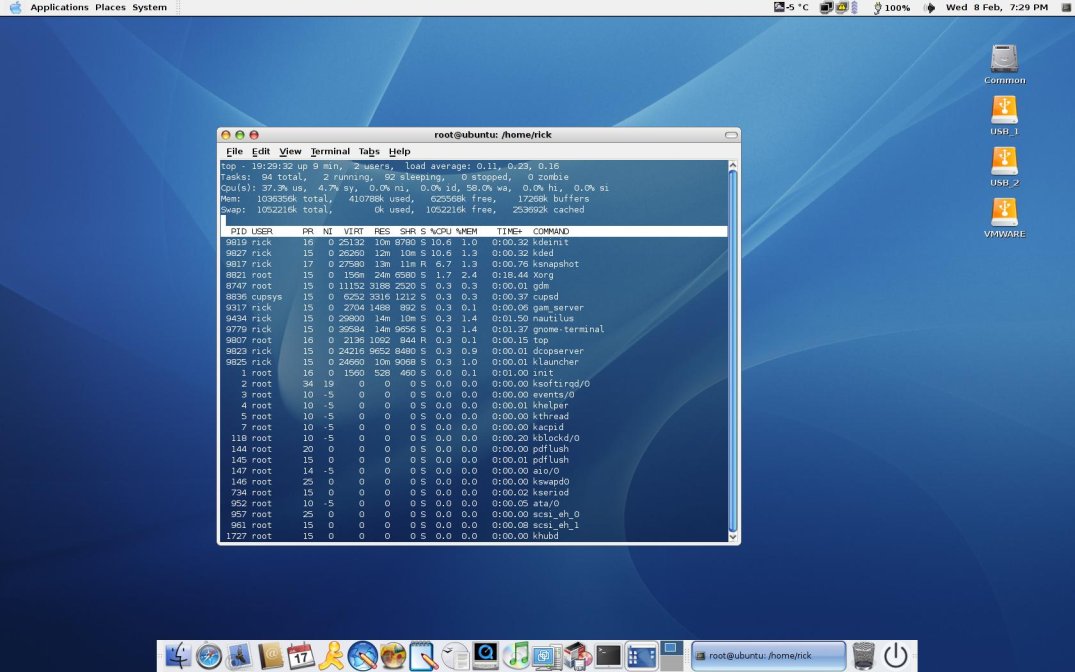 Applications Places System
-5 °C
100%
Wed 8 Feb, 7:29 PM
Common
USB_1
USB_2
VMWARE
root@ubuntu: /home/rick
File Edit View Terminal Tabs Help
top - 19:29:32 up 9 min, 2 users, load average: 0.11, 0.23, 0.16
Tasks: 94 total, 2 running, 92 sleeping, 0 stopped, 0 zombie
Cpu(s): 37.3% us, 4.7% sy, 0.0% ni, 0.0% id, 58.0% wa, 0.0% hi, 0.0% si
Mem: 1036356k total, 410788k used, 625568k free, 17268k buffers
Swap: 1052216k total, 0k used, 1052216k free, 253692k cached
PID USER PR NI VIRT RES SHR S %CPU %MEM TIME+ COMMAND
9819 rick 16 0 25132 10m 8780 S 10.6 1.0 0:00.32 kdeinit
9827 rick 15 0 26260 12m 10m S 10.6 1.3 0:00.32 kded
9817 rick 17 0 27580 13m 11m R 6.7 1.3 0:00.76 ksnapshot
8821 root 15 0 156m 24m 6580 S 1.7 2.4 0:18.44 Xorg
8747 root 15 0 11152 3188 2520 S 0.3 0.3 0:00.01 gdm
8836 cupsys 15 0 6252 3316 1212 S 0.3 0.3 0:00.37 cupsd
9317 rick 15 0 2704 1488 892 S 0.3 0.1 0:00.06 gam_server
9434 rick 15 0 29800 14m 10m S 0.3 1.4 0:01.50 nautilus
9779 rick 15 0 39584 14m 9656 S 0.3 1.4 0:01.37 gnome-terminal
9807 root 16 0 2136 1092 844 R 0.3 0.1 0:00.15 top
9823 rick 15 0 24216 9652 8480 S 0.3 0.9 0:00.01 dcopserver
9825 rick 15 0 24660 10m 9068 S 0.3 1.0 0:00.01 klauncher
1 root 16 0 1560 528 460 S 0.0 0.1 0:01.00 init
2 root 34 19 0 0 0 S 0.0 0.0 0:00.00 ksoftirqd/0
3 root 10 -5 0 0 0 S 0.0 0.0 0:00.00 events/0
4 root 10 -5 0 0 0 S 0.0 0.0 0:00.01 khelper
5 root 10 -5 0 0 0 S 0.0 0.0 0:00.00 kthread
7 root 10 -5 0 0 0 S 0.0 0.0 0:00.00 kacpid
118 root 10 -5 0 0 0 S 0.0 0.0 0:00.20 kblockd/0
144 root 20 0 0 0 0 S 0.0 0.0 0:00.00 pdflush
145 root 15 0 0 0 0 S 0.0 0.0 0:00.01 pdflush
147 root 14 -5 0 0 0 S 0.0 0.0 0:00.00 aio/0
146 root 25 0 0 0 0 S 0.0 0.0 0:00.00 kswapd0
734 root 15 0 0 0 0 S 0.0 0.0 0:00.02 kseriod
952 root 10 -5 0 0 0 S 0.0 0.0 0:00.05 ata/0
957 root 25 0 0 0 0 S 0.0 0.0 0:00.00 scsi_eh_0
961 root 15 0 0 0 0 S 0.0 0.0 0:00.08 scsi_eh_1
1727 root 15 0 0 0 0 S 0.0 0.0 0:00.00 khubd
17
root@ubuntu: /home/rick